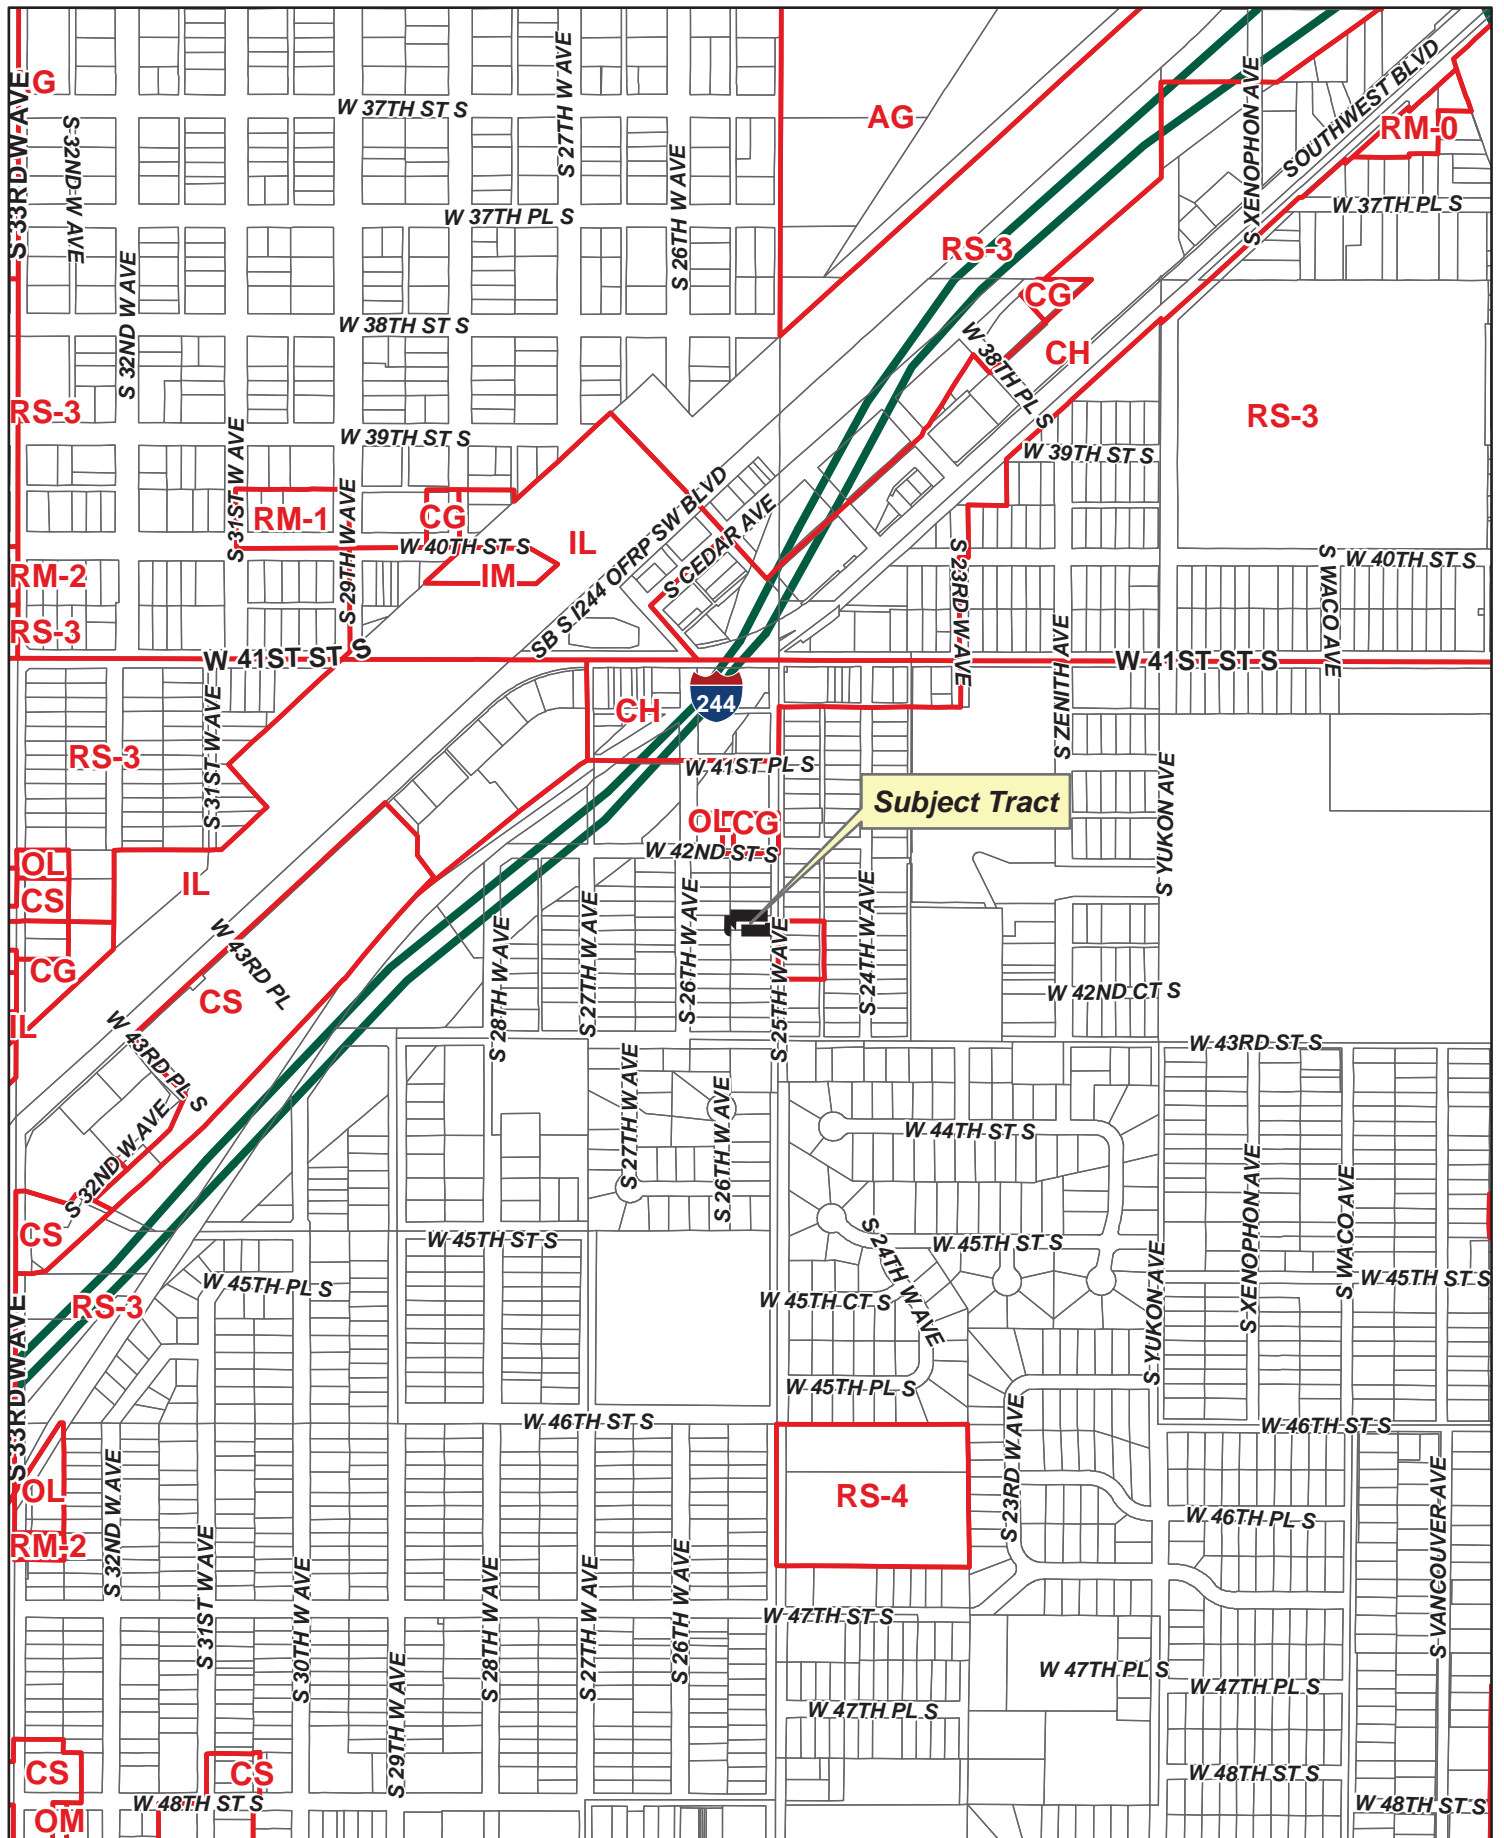 G
S 33RD W AVE
S 32ND W AVE
W 37TH ST S
S 27TH W AVE
AG
S XENOPHON AVE
SOUTHWEST BLVD
RM-0
S 26TH W AVE
W 37TH PL S
W 37TH PL S
RS-3
S 32ND W AVE
CG
W 38TH ST S
W 38TH PL S
CH
RS-3
RS-3
S 31ST W AVE
W 39TH ST S
W 39TH ST S
RM-1
S 29TH W AVE
CG
W 40TH ST S
IL
IM
SB S I244 OFRP SW BLVD
S CEDAR AVE
S 23RD W AVE
W 40TH ST S
S WACO AVE
RM-2
RS-3
W 41ST ST S
W 41ST ST S
S ZENITH AVE
244
CH
RS-3
S 31ST W AVE
W 41ST PL S
S YUKON AVE
Subject Tract
OL
CG
W 42ND ST S
OL
CS
IL
S 28TH W AVE
S 27TH W AVE
S 26TH W AVE
S 25TH W AVE
S 24TH W AVE
CG
W 43RD PL
CS
W 42ND CT S
IL
W 43RD PL S
W 43RD ST S
S 27TH W AVE
S 26TH W AVE
W 44TH ST S
S 32ND W AVE
S XENOPHON AVE
S WACO AVE
CS
W 45TH ST S
S 24TH W AVE
W 45TH ST S
W 45TH PL S
S YUKON AVE
W 45TH ST S
RS-3
W 45TH CT S
S 33RD W AVE
W 45TH PL S
W 46TH ST S
S 23RD W AVE
W 46TH ST S
S 32ND W AVE
OL
RS-4
S VANCOUVER AVE
W 46TH PL S
RM-2
S 31ST W AVE
S 30TH W AVE
S 28TH W AVE
S 27TH W AVE
S 26TH W AVE
W 47TH ST S
S 29TH W AVE
W 47TH PL S
W 47TH PL S
W 47TH PL S
CS
CS
W 48TH ST S
W 48TH ST S
W 48TH ST S
OM